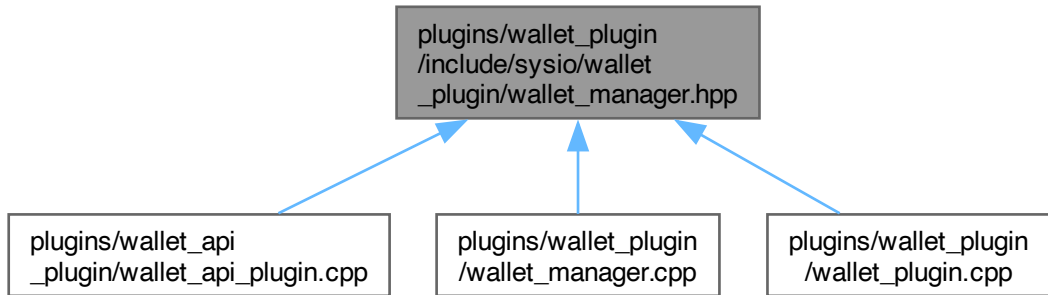 plugins/wallet_plugin
/include/sysio/wallet
_plugin/wallet_manager.hpp
plugins/wallet_api
_plugin/wallet_api_plugin.cpp
plugins/wallet_plugin
/wallet_manager.cpp
plugins/wallet_plugin
/wallet_plugin.cpp